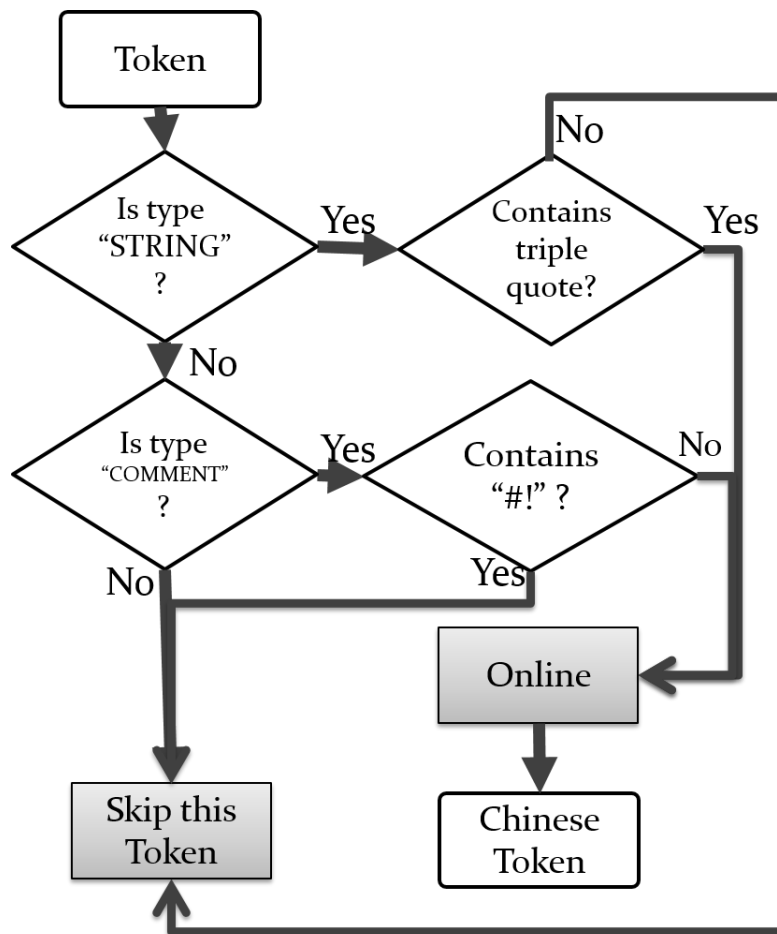 Token
No
Is type
“STRING”
?
Yes
Contains
triple
quote?
Yes
No
Is type
“COMMENT”
?
Yes
Contains
“#!” ?
No
No
Yes
Online
Skip this
Token
Chinese
Token